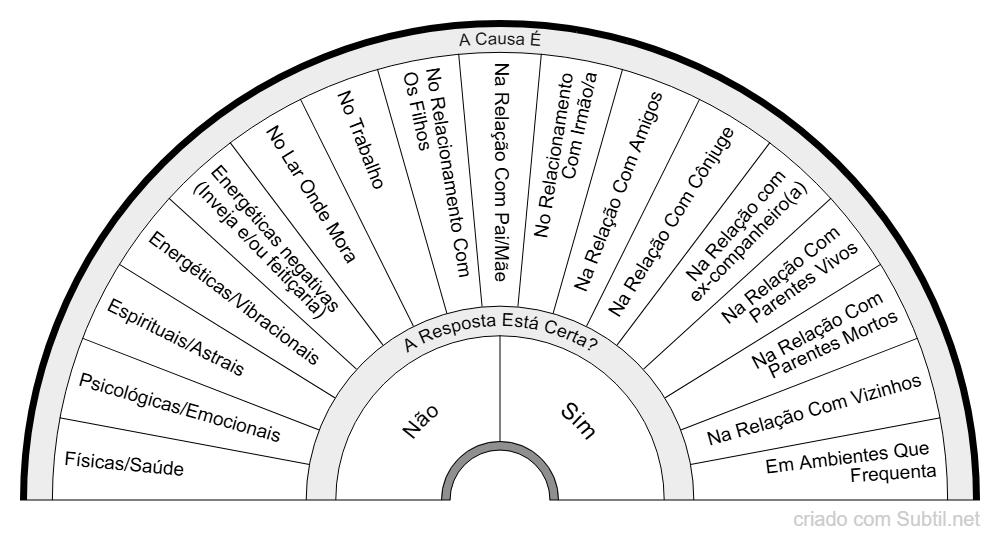 A Causa É
Físicas/Saúde
Psicológicas/Emocionais
Espirituais/Astrais
Energéticas/Vibracionais
Energéticas negativas
(Inveja e/ou feitiçaria)
No Lar Onde Mora
No Trabalho
No Relacionamento Com
Os Filhos
Na Relação Com Pai/Mãe
No Relacionamento
Com Irmão/a
Na Relação Com Amigos
Na Relação Com Cônjuge
Na Relação com
ex-companheiro(a)
Na Relação Com
Parentes Vivos
Na Relação Com
Parentes Mortos
Na Relação Com Vizinhos
Em Ambientes Que
Frequenta
A Resposta Está Certa?
Não
Sim
criado com Subtil.net